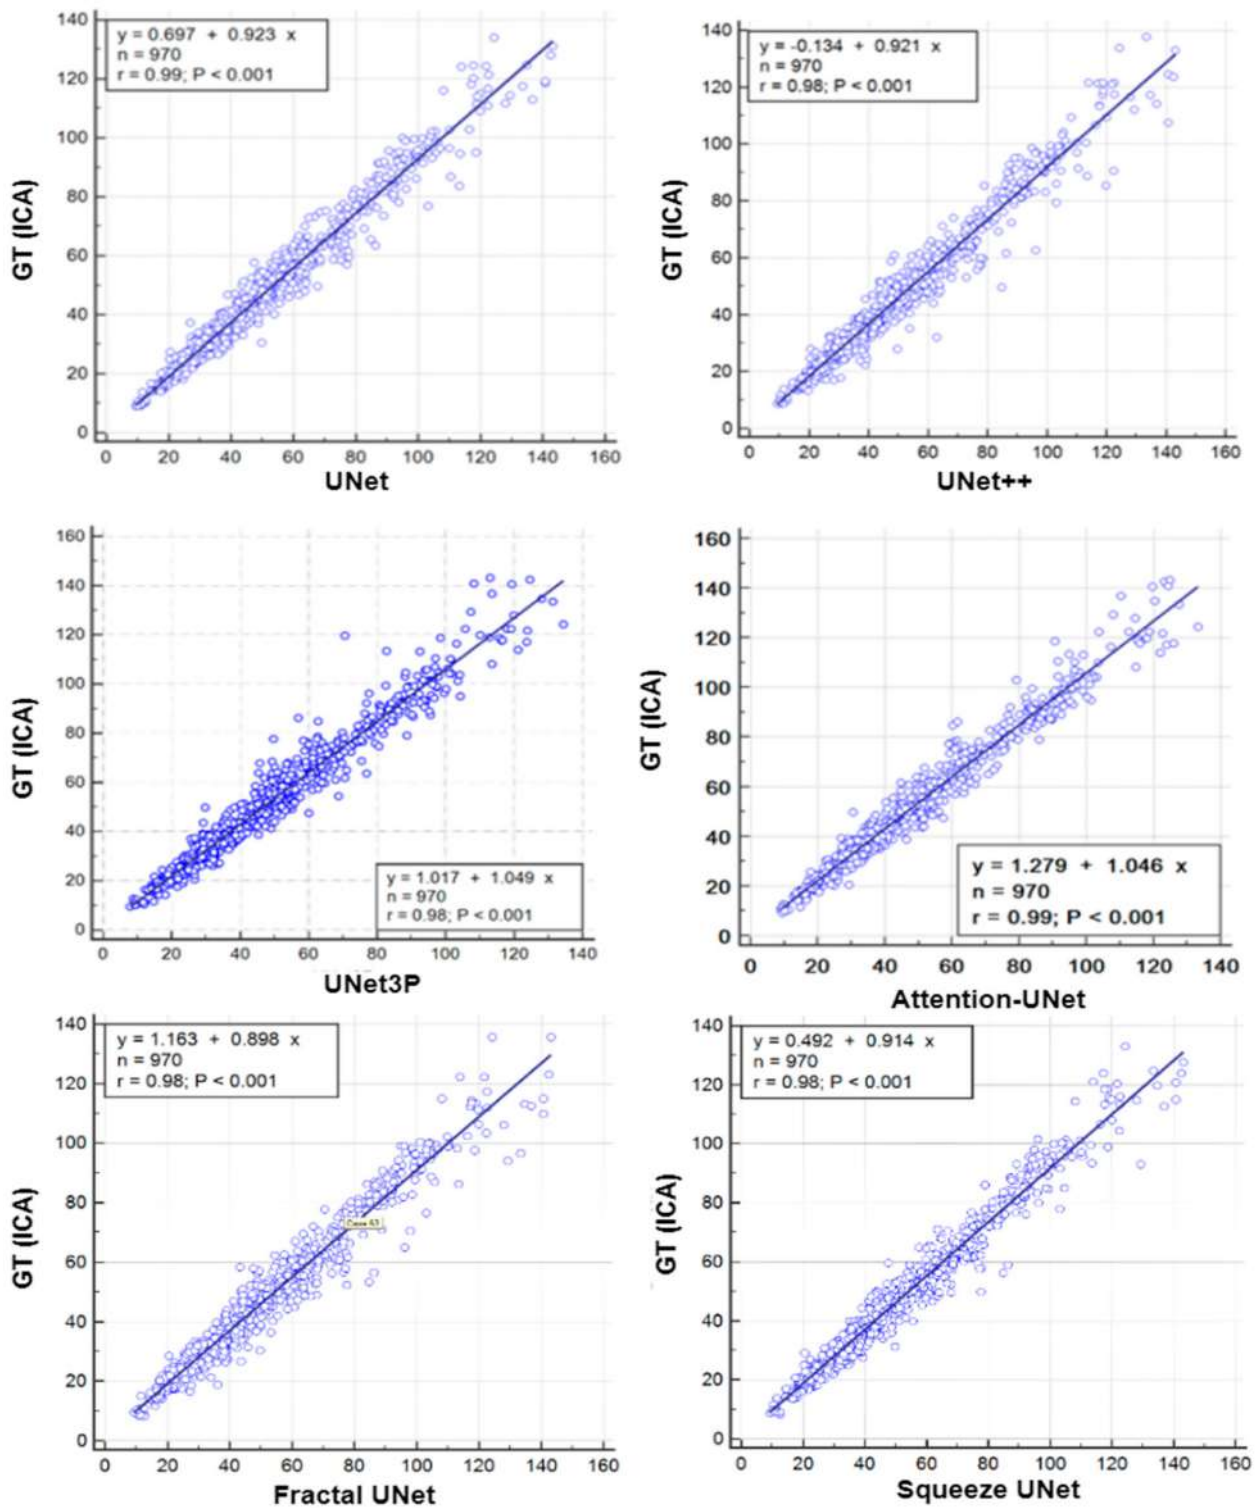 140
120
100
80
60
40
20
0
y = 0.697 + 0.923 x
n = 970
r = 0.99; P < 0.001
GT (ICA)
0 20 40 60 80 100 120 140 160
UNet
140
120
100
80
60
40
20
0
y = -0.134 + 0.921 x
n = 970
r = 0.98; P < 0.001
GT (ICA)
0 20 40 60 80 100 120 140 160
UNet++
160
140
120
100
80
60
40
20
0
GT (ICA)
y = 1.017 + 1.049 x
n = 970
r = 0.98; P < 0.001
0 20 40 60 80 100 120 140
UNet3P
160
140
120
100
80
60
40
20
0
GT (ICA)
y = 1.279 + 1.046 x
n = 970
r = 0.99; P < 0.001
0 20 40 60 80 100 120 140
Attention-UNet
140
120
100
80
60
40
20
0
y = 1.163 + 0.898 x
n = 970
r = 0.98; P < 0.001
Case 63
GT (ICA)
0 20 40 60 80 100 120 140 160
Fractal UNet
140
120
100
80
60
40
20
0
y = 0.492 + 0.914 x
n = 970
r = 0.98; P < 0.001
GT (ICA)
0 20 40 60 80 100 120 140 160
Squeeze UNet